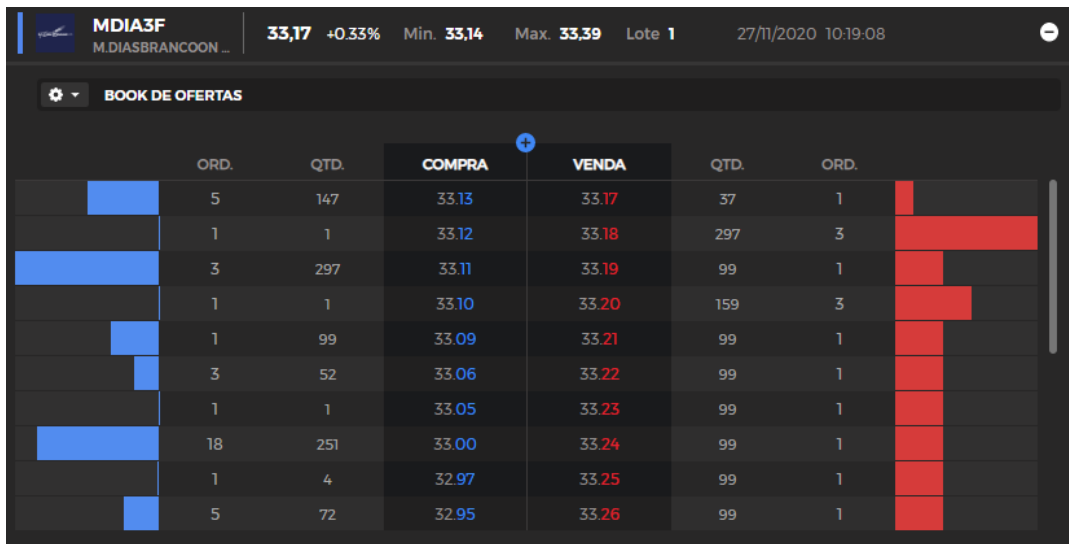 MDIA3F
M.DIASBRANCOON ...
33,17 +0.33% Min. 33,14 Max. 33,39 Lote 1 27/11/2020 10:19:08
BOOK DE OFERTAS
ORD. QTD. COMPRA VENDA QTD. ORD.
5 147 33.13 33.17 37 1
1 1 33.12 33.18 297 3
3 297 33.11 33.19 99 1
1 1 33.10 33.20 159 3
1 99 33.09 33.21 99 1
3 52 33.06 33.22 99 1
1 1 33.05 33.23 99 1
18 251 33.00 33.24 99 1
1 4 32.97 33.25 99 1
5 72 32.95 33.26 99 1